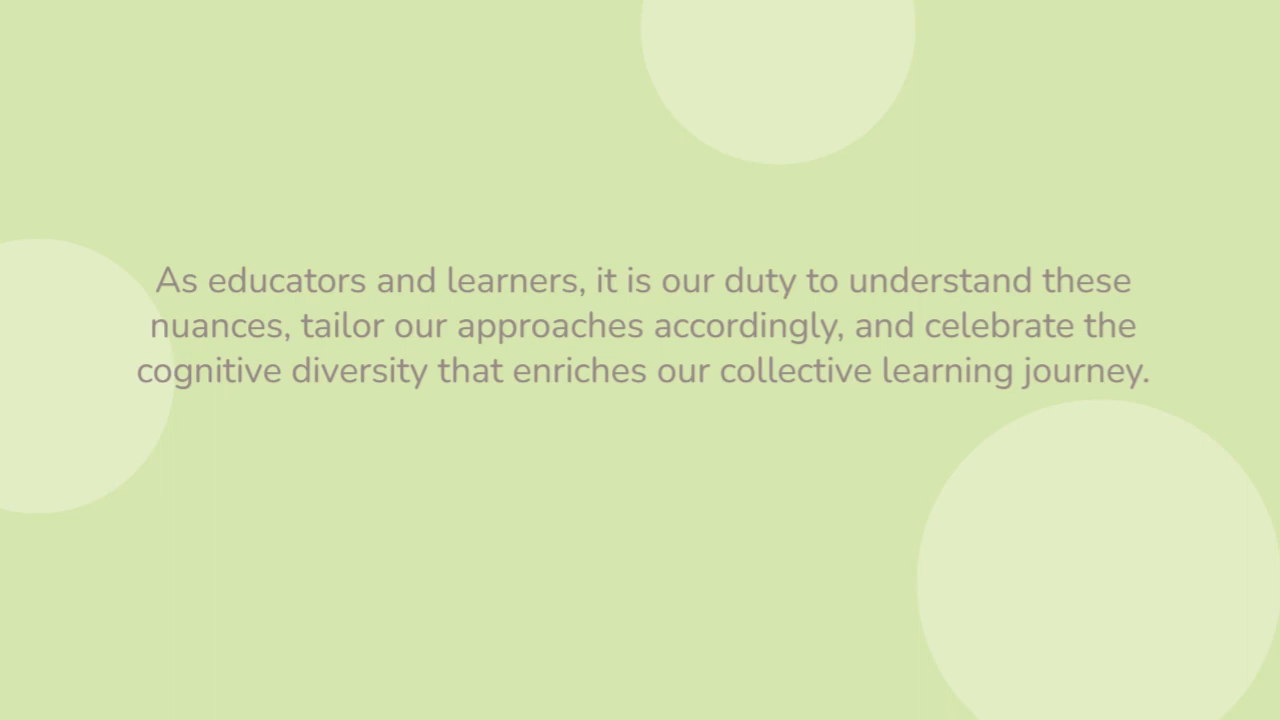 As educators and learners, it is our duty to understand these
nuances, tailor our approaches accordingly, and celebrate the
cognitive diversity that enriches our collective learning journey.